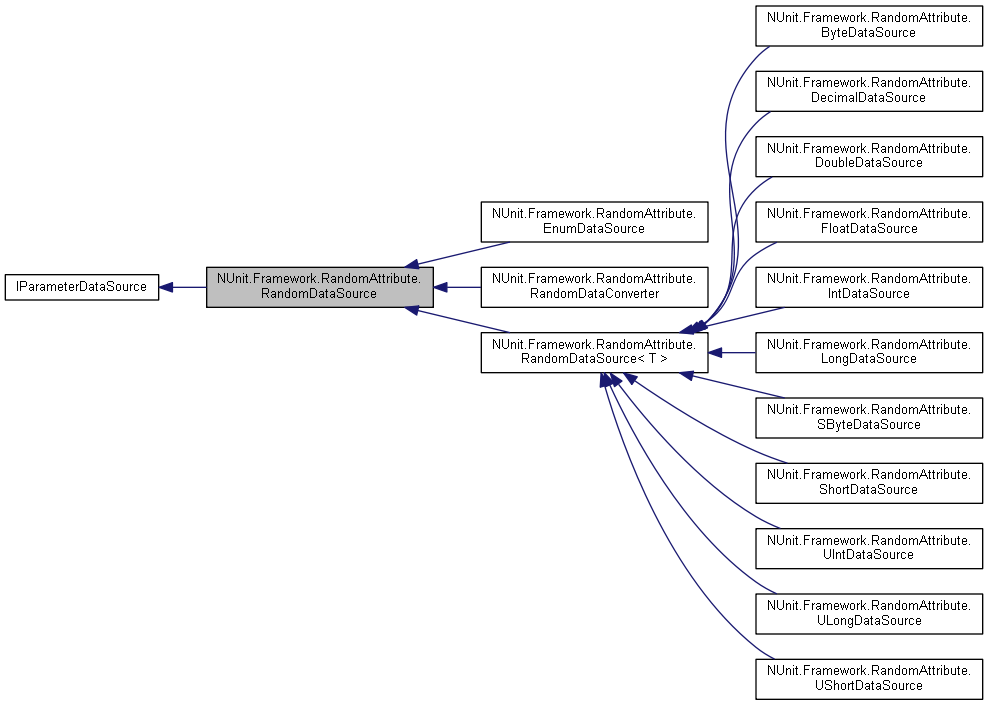 IParameterDataSource
NUnit.Framework.RandomAttribute.
RandomDataSource
NUnit.Framework.RandomAttribute.
EnumDataSource
NUnit.Framework.RandomAttribute.
RandomDataConverter
NUnit.Framework.RandomAttribute.
RandomDataSource< T >
NUnit.Framework.RandomAttribute.
ByteDataSource
NUnit.Framework.RandomAttribute.
DecimalDataSource
NUnit.Framework.RandomAttribute.
DoubleDataSource
NUnit.Framework.RandomAttribute.
FloatDataSource
NUnit.Framework.RandomAttribute.
IntDataSource
NUnit.Framework.RandomAttribute.
LongDataSource
NUnit.Framework.RandomAttribute.
SByteDataSource
NUnit.Framework.RandomAttribute.
ShortDataSource
NUnit.Framework.RandomAttribute.
UIntDataSource
NUnit.Framework.RandomAttribute.
ULongDataSource
NUnit.Framework.RandomAttribute.
UShortDataSource